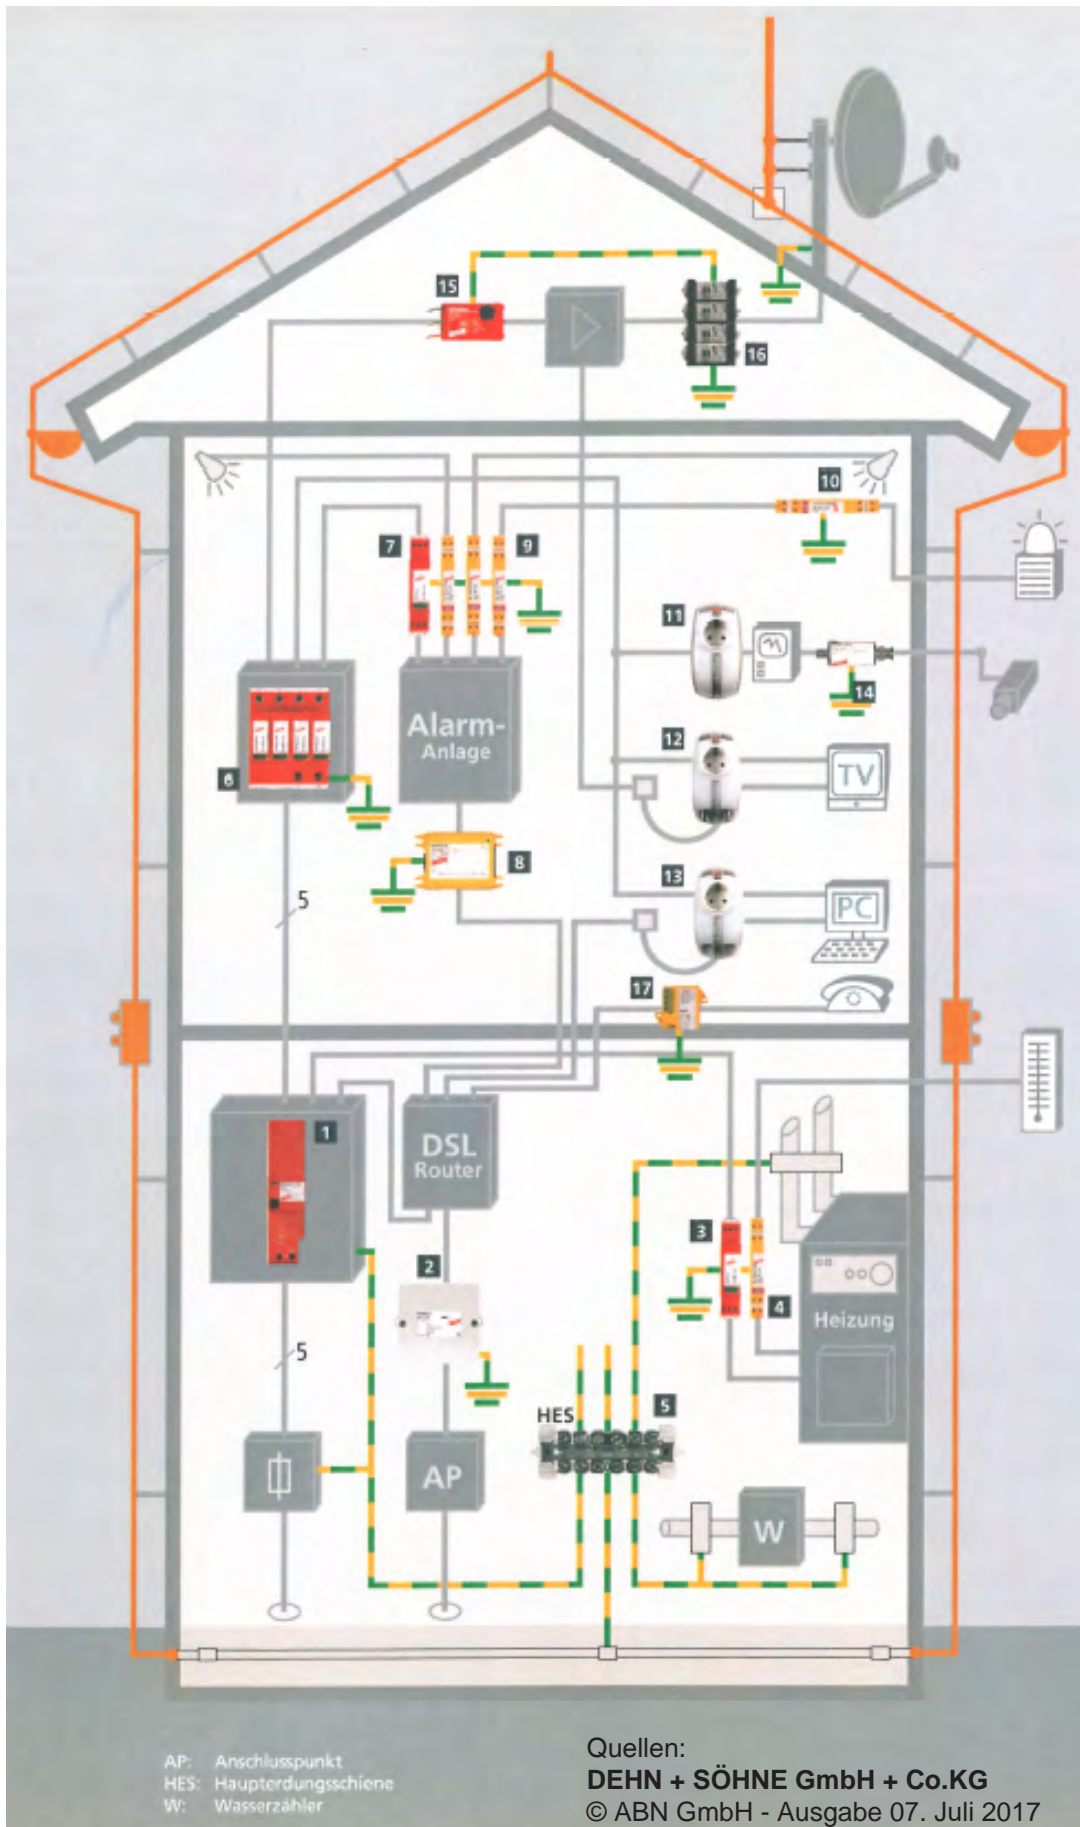 15
16
10
7
9
11
14
Alarm-
Anlage
12
TV
6
8
13
5
PC
17
1
DSL
Router
2
3
4
Heizung
5
HES
5
AP
W
AP: Anschlusspunkt
HES: Haupterdungsschiene
W: Wasserzähler
Quellen:
DEHN + SÖHNE GmbH + Co.KG
© ABN GmbH - Ausgabe 07. Juli 2017